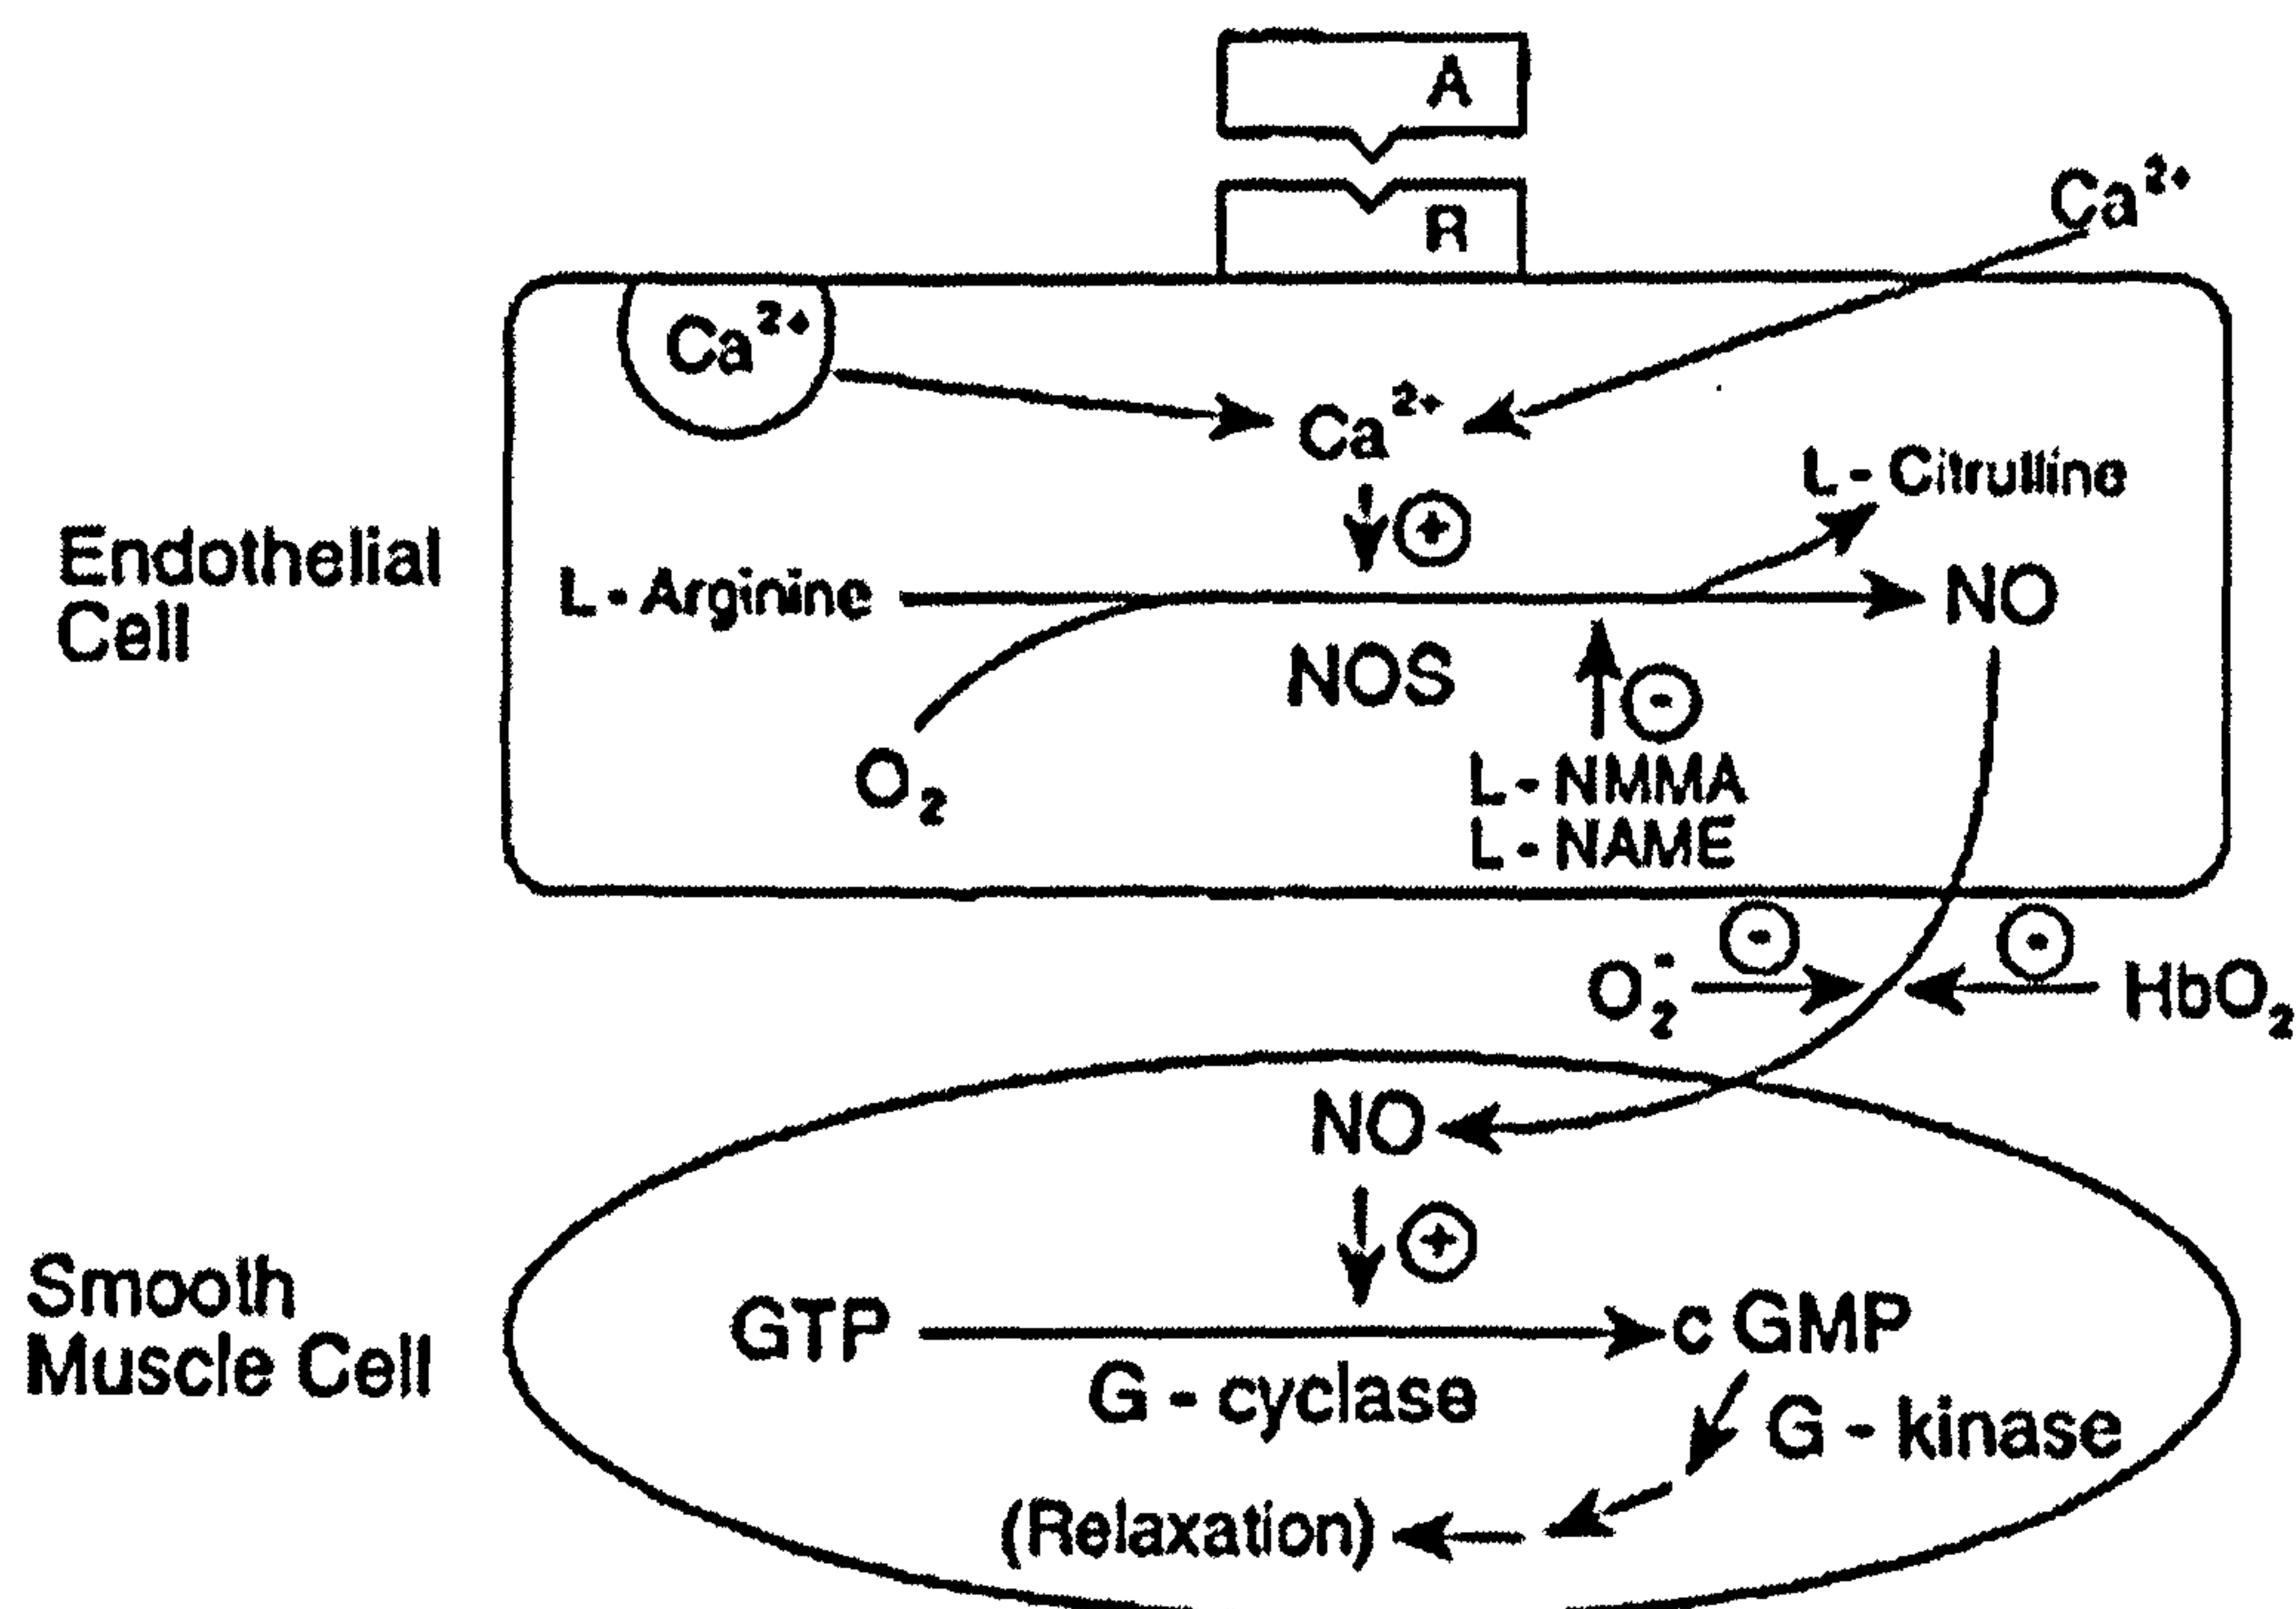 A
R
Ca2+
Ca2+
Ca2+
+
L - Citrulline
Endothelial
Cell
L - Arginine
NO
NOS
-
O2
L - NMMA
L - NAME
-
-
O2-
HbO2
NO
+
Smooth
Muscle Cell
GTP
c GMP
G - cyclase
G - kinase
(Relaxation)